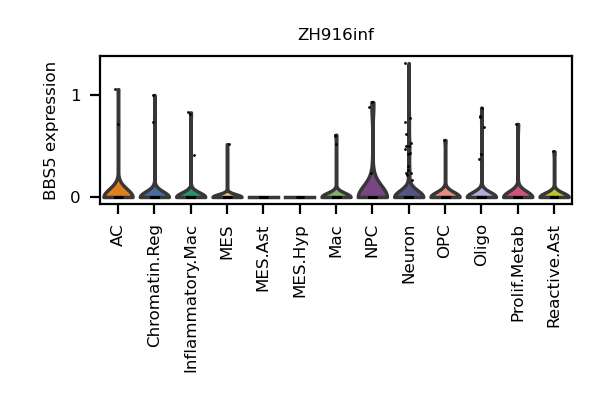 ZH916inf
BBS5 expression
1
0
AC
Chromatin.Reg
Inflammatory.Mac
MES
MES.Ast
MES.Hyp
Mac
NPC
Neuron
OPC
Oligo
Prolif.Metab
Reactive.Ast